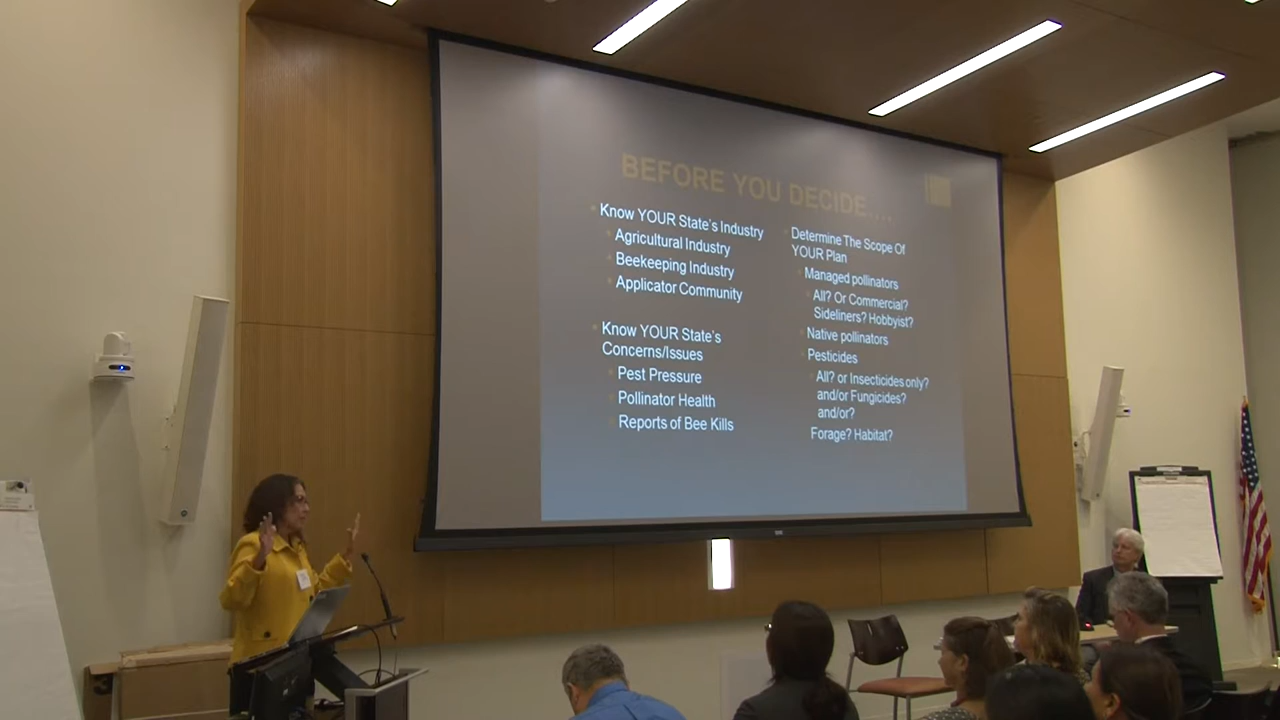 BEFORE YOU DECIDE....
Know YOUR State's Industry
Agricultural Industry
Beekeeping Industry
Applicator Community
Know YOUR State's
Concerns/Issues
Pest Pressure
Pollinator Health
Reports of Bee Kills
Determine The Scope Of
YOUR Plan
Managed pollinators
All? Or Commercial?
Sideliners? Hobbyist?
Native pollinators
Pesticides
All? or Insecticides only?
and/or Fungicides?
and/or?
Forage? Habitat?